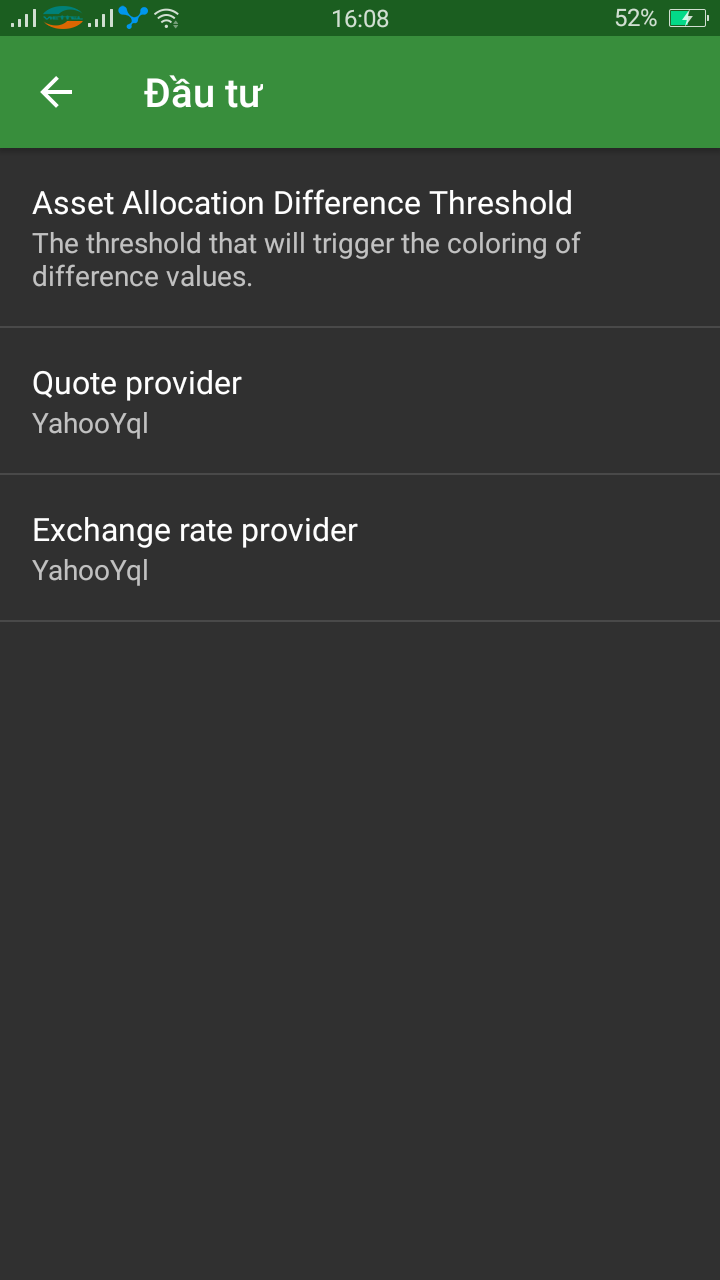 16:08
52%
Đầu tư
Asset Allocation Difference Threshold
The threshold that will trigger the coloring of
difference values.
Quote provider
YahooYql
Exchange rate provider
YahooYql